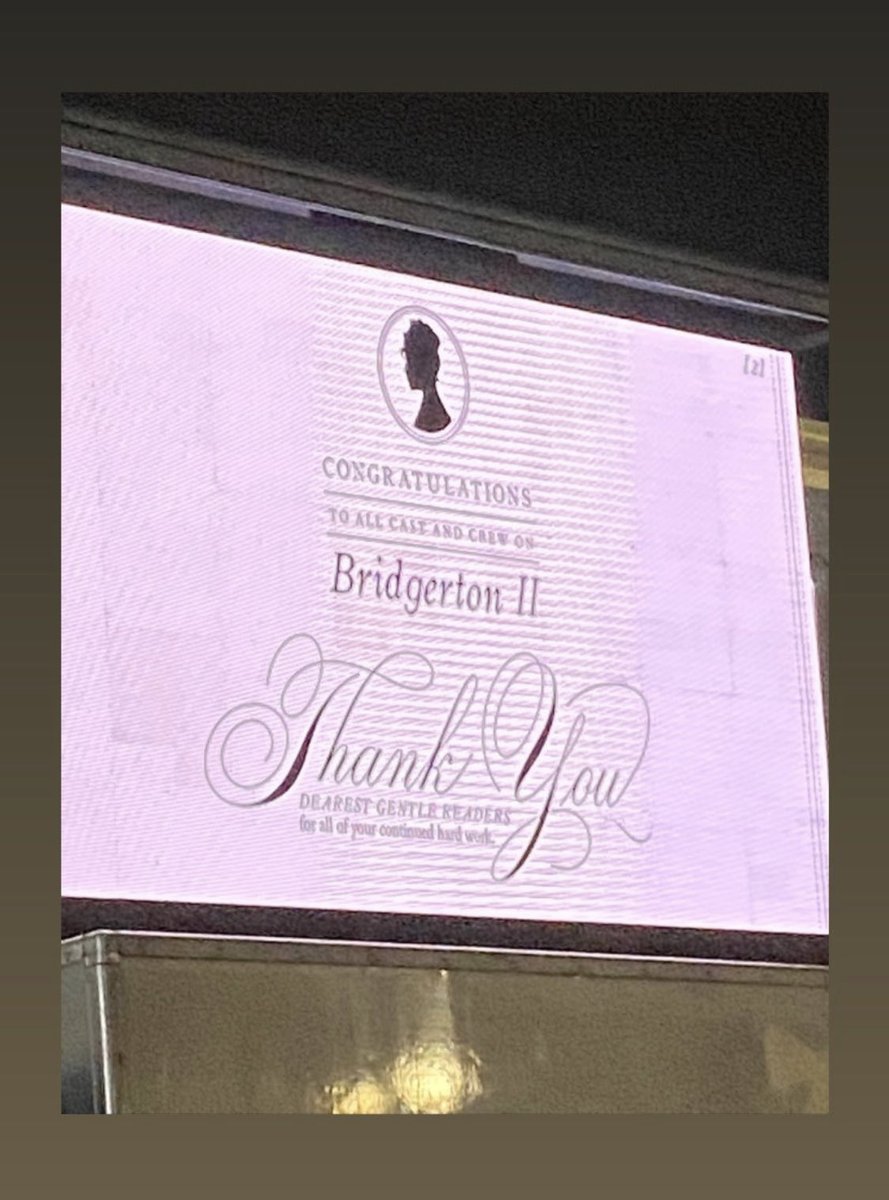 [2]
CONGRATULATIONS
TO ALL CAST AND CREW ON
Bridgerton II
Thank You
DEAREST GENTLE READERS
for all of your continued hard work.